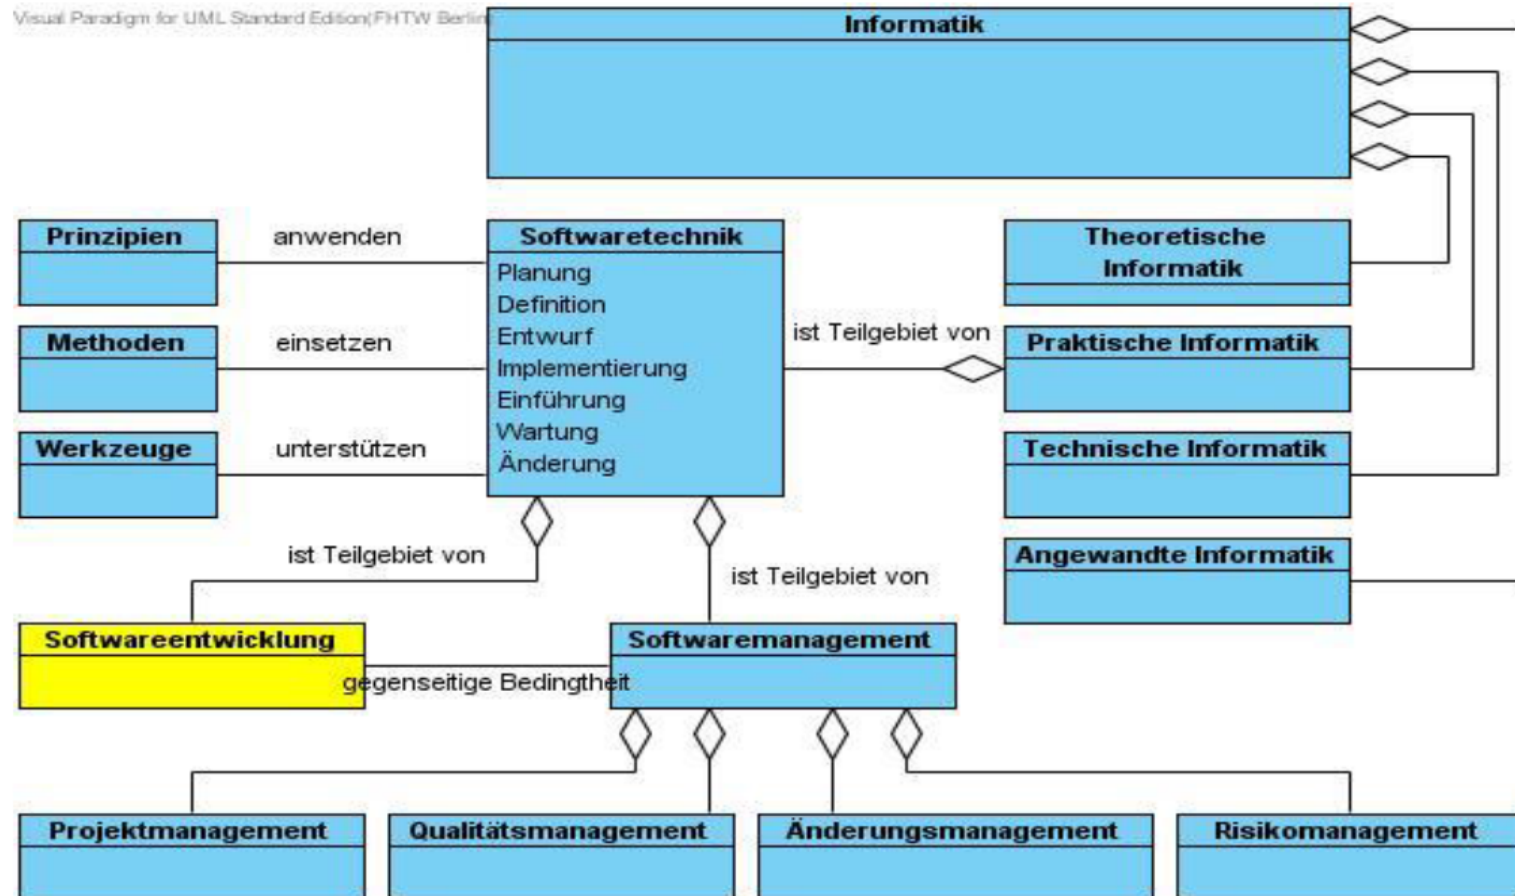 Visual Paradigm for UML Standard Edition(FHTW Berlin
Informatik
Prinzipien
anwenden
Softwaretechnik
Planung
Definition
Entwurf
Implementierung
Einführung
Wartung
Änderung
Theoretische
Informatik
Methoden
einsetzen
ist Teilgebiet von
Praktische Informatik
Werkzeuge
unterstützen
Technische Informatik
Angewandte Informatik
ist Teilgebiet von
ist Teilgebiet von
Softwareentwicklung
gegenseitige Bedingtheit
Softwaremanagement
Projektmanagement
Qualitätsmanagement
Änderungsmanagement
Risikomanagement